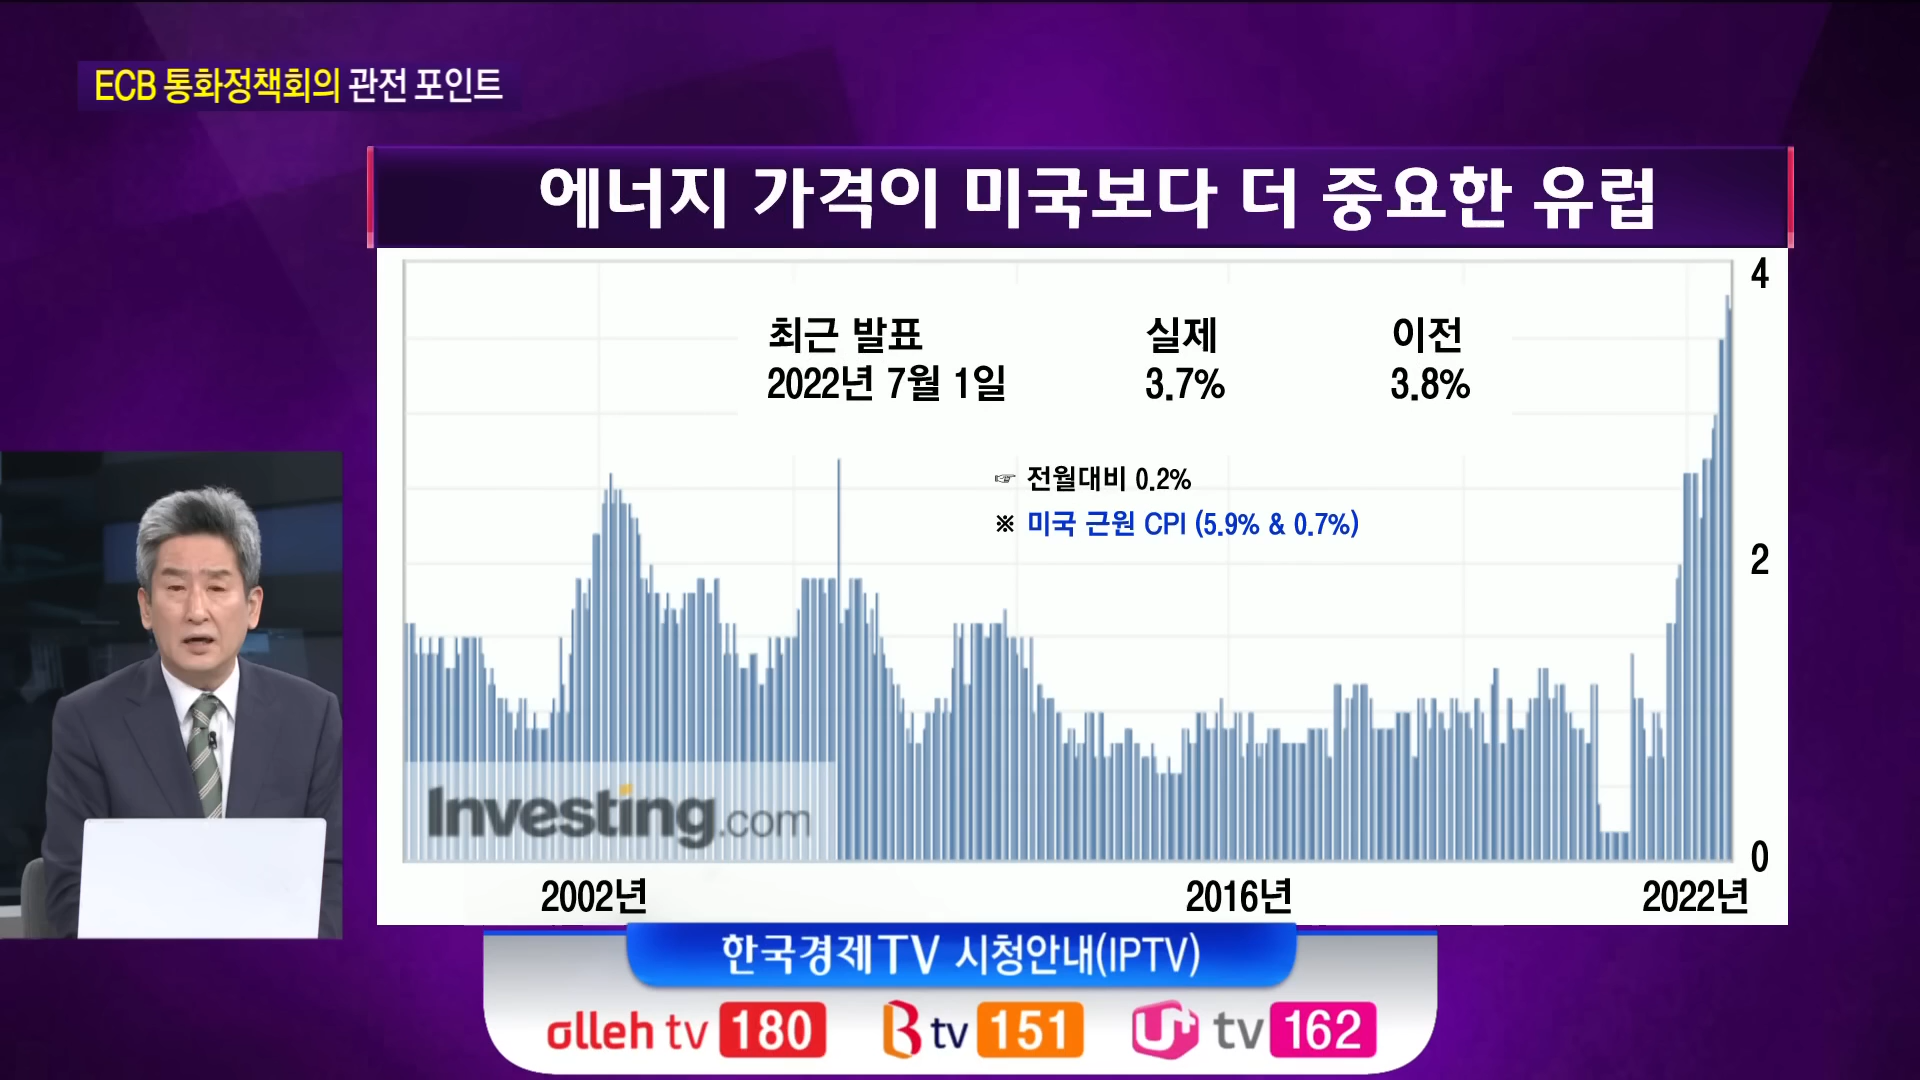 ECB 통화정책회의 관전 포인트
에너지 가격이 미국보다 더 중요한 유럽
4
최근 발표 실제 이전
2022년 7월 1일 3.7% 3.8%
☞ 전월대비 0.2%
※ 미국 근원 CPI (5.9% & 0.7%)
2
Investing.com
0
2002년 2016년 2022년
한국경제TV 시청안내(IPTV)
olleh tv 180 B tv 151 U+ tv 162